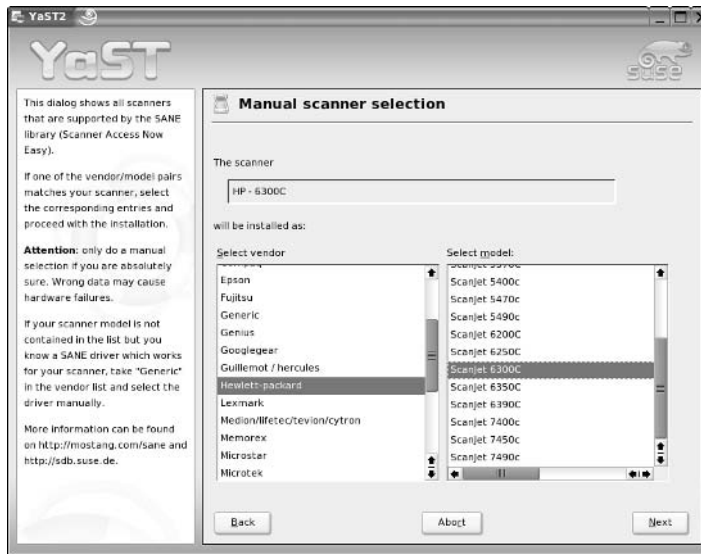 YaST2
YaST
suse
This dialog shows all scanners
that are supported by the SANE
library (Scanner Access Now
Easy).
If one of the vendor/model pairs
matches your scanner, select
the corresponding entries and
proceed with the installation.
Attention: only do a manual
selection if you are absolutely
sure. Wrong data may cause
hardware failures.
If your scanner model is not
contained in the list but you
know a SANE driver which works
for your scanner, take "Generic"
in the vendor list and select the
driver manually.
More information can be found
on http://mostang.com/sane and
http://sdb.suse.de.
Manual scanner selection
The scanner
HP - 6300C
will be installed as:
Select vendor
Epson
Fujitsu
Generic
Genius
Googlegear
Guillemot / hercules
Hewlett-packard
Lexmark
Medion/lifetec/tevion/cytron
Memorex
Microstar
Microtek
Select model:
ScanJet 5400c
ScanJet 5470c
ScanJet 5490c
ScanJet 6200C
ScanJet 6250C
ScanJet 6300C
ScanJet 6350C
ScanJet 6390C
ScanJet 7400c
ScanJet 7450c
ScanJet 7490c
Back
Abort
Next